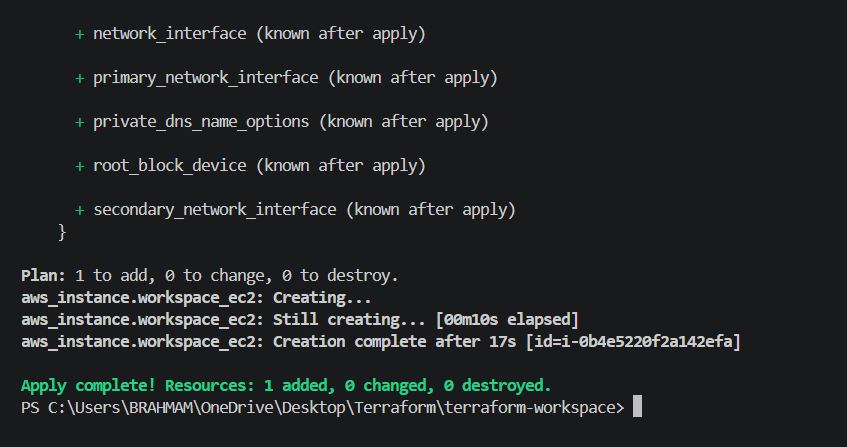 + network_interface (known after apply)
+ primary_network_interface (known after apply)
+ private_dns_name_options (known after apply)
+ root_block_device (known after apply)
+ secondary_network_interface (known after apply)
}
Plan: 1 to add, 0 to change, 0 to destroy.
aws_instance.workspace_ec2: Creating...
aws_instance.workspace_ec2: Still creating... [00m10s elapsed]
aws_instance.workspace_ec2: Creation complete after 17s [id=i-0b4e5220f2a142efa]
Apply complete! Resources: 1 added, 0 changed, 0 destroyed.
PS C:\Users\BRAHMAM\OneDrive\Desktop\Terraform\terraform-workspace>